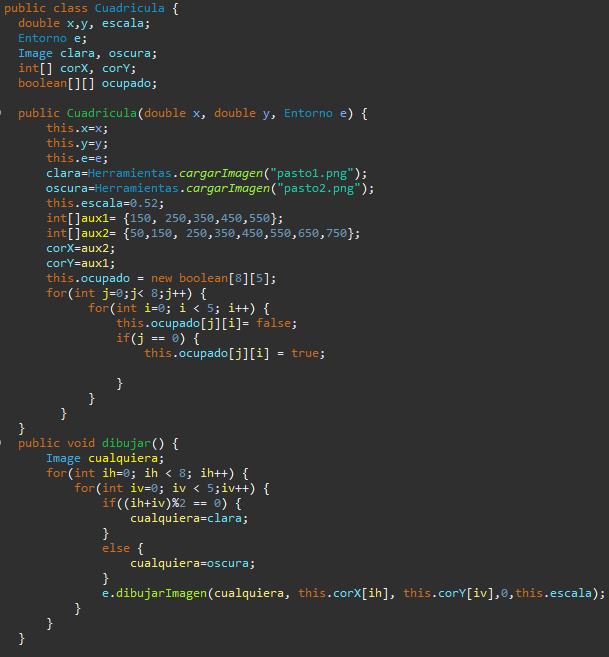 public class Cuadricula {
  double x,y, escala;
  Entorno e;
  Image clara, oscura;
  int[] corX, corY;
  boolean[][] ocupado;

  public Cuadricula(double x, double y, Entorno e) {
      this.x=x;
      this.y=y;
      this.e=e;
      clara=Herramientas.cargarImagen("pasto1.png");
      oscura=Herramientas.cargarImagen("pasto2.png");
      this.escala=0.52;
      int[]aux1= {150, 250,350,450,550};
      int[]aux2= {50,150, 250,350,450,550,650,750};
      corX=aux2;
      corY=aux1;
      this.ocupado = new boolean[8][5];
      for(int j=0;j< 8;j++) {
            for(int i=0; i < 5; i++) {
                this.ocupado[j][i]= false;
                if(j == 0) {
                    this.ocupado[j][i] = true;

                }
            }
        }
  }
  public void dibujar() {
      Image cualquiera;
      for(int ih=0; ih < 8; ih++) {
          for(int iv=0; iv < 5;iv++) {
              if((ih+iv)%2 == 0) {
                  cualquiera=clara;
              }
              else {
                  cualquiera=oscura;
              }
              e.dibujarImagen(cualquiera, this.corX[ih], this.corY[iv],0,this.escala);
          }
      }
  }